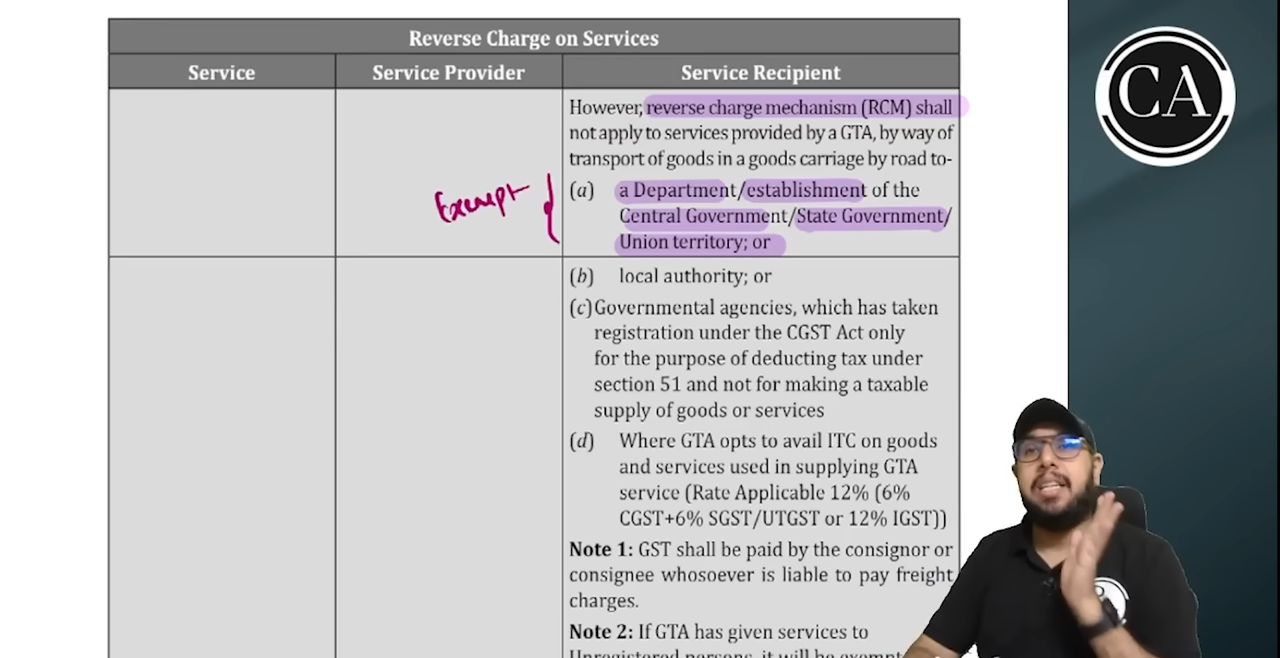 Reverse Charge on Services
Service Service Provider Service Recipient
However, reverse charge mechanism (RCM) shall
not apply to services provided by a GTA, by way of
transport of goods in a goods carriage by road to-
Exempt
(a) a Department/establishment of the
Central Government/State Government/
Union territory; or
(b) local authority; or
(c) Governmental agencies, which has taken
registration under the CGST Act only
for the purpose of deducting tax under
section 51 and not for making a taxable
supply of goods or services
(d) Where GTA opts to avail ITC on goods
and services used in supplying GTA
service (Rate Applicable 12% (6%
CGST+6% SGST/UTGST or 12% IGST))
Note 1: GST shall be paid by the consignor or
consignee whosoever is liable to pay freight
charges.
Note 2: If GTA has given services to
Unregistered persons, it will be exempt
CA